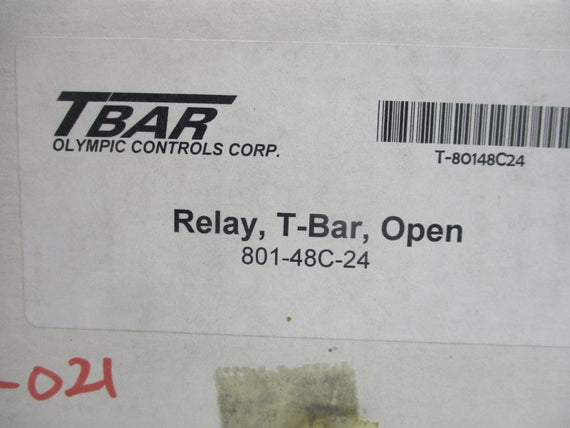 TBAR
OLYMPIC CONTROLS CORP.
T-80148C24
Relay, T-Bar, Open
801-48C-24
-021